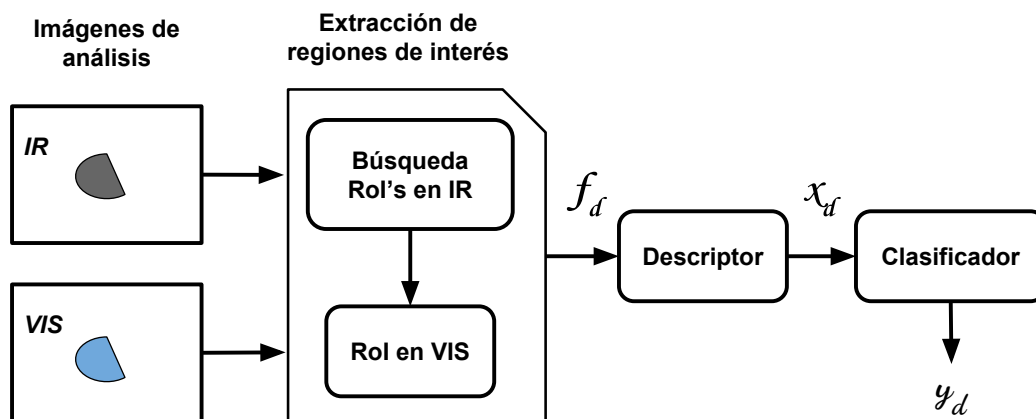 Imágenes de
análisis
Extracción de
regiones de interés
IR
Búsqueda
RoI's en IR
f_d
Descriptor
x_d
Clasificador
VIS
RoI en VIS
y_d